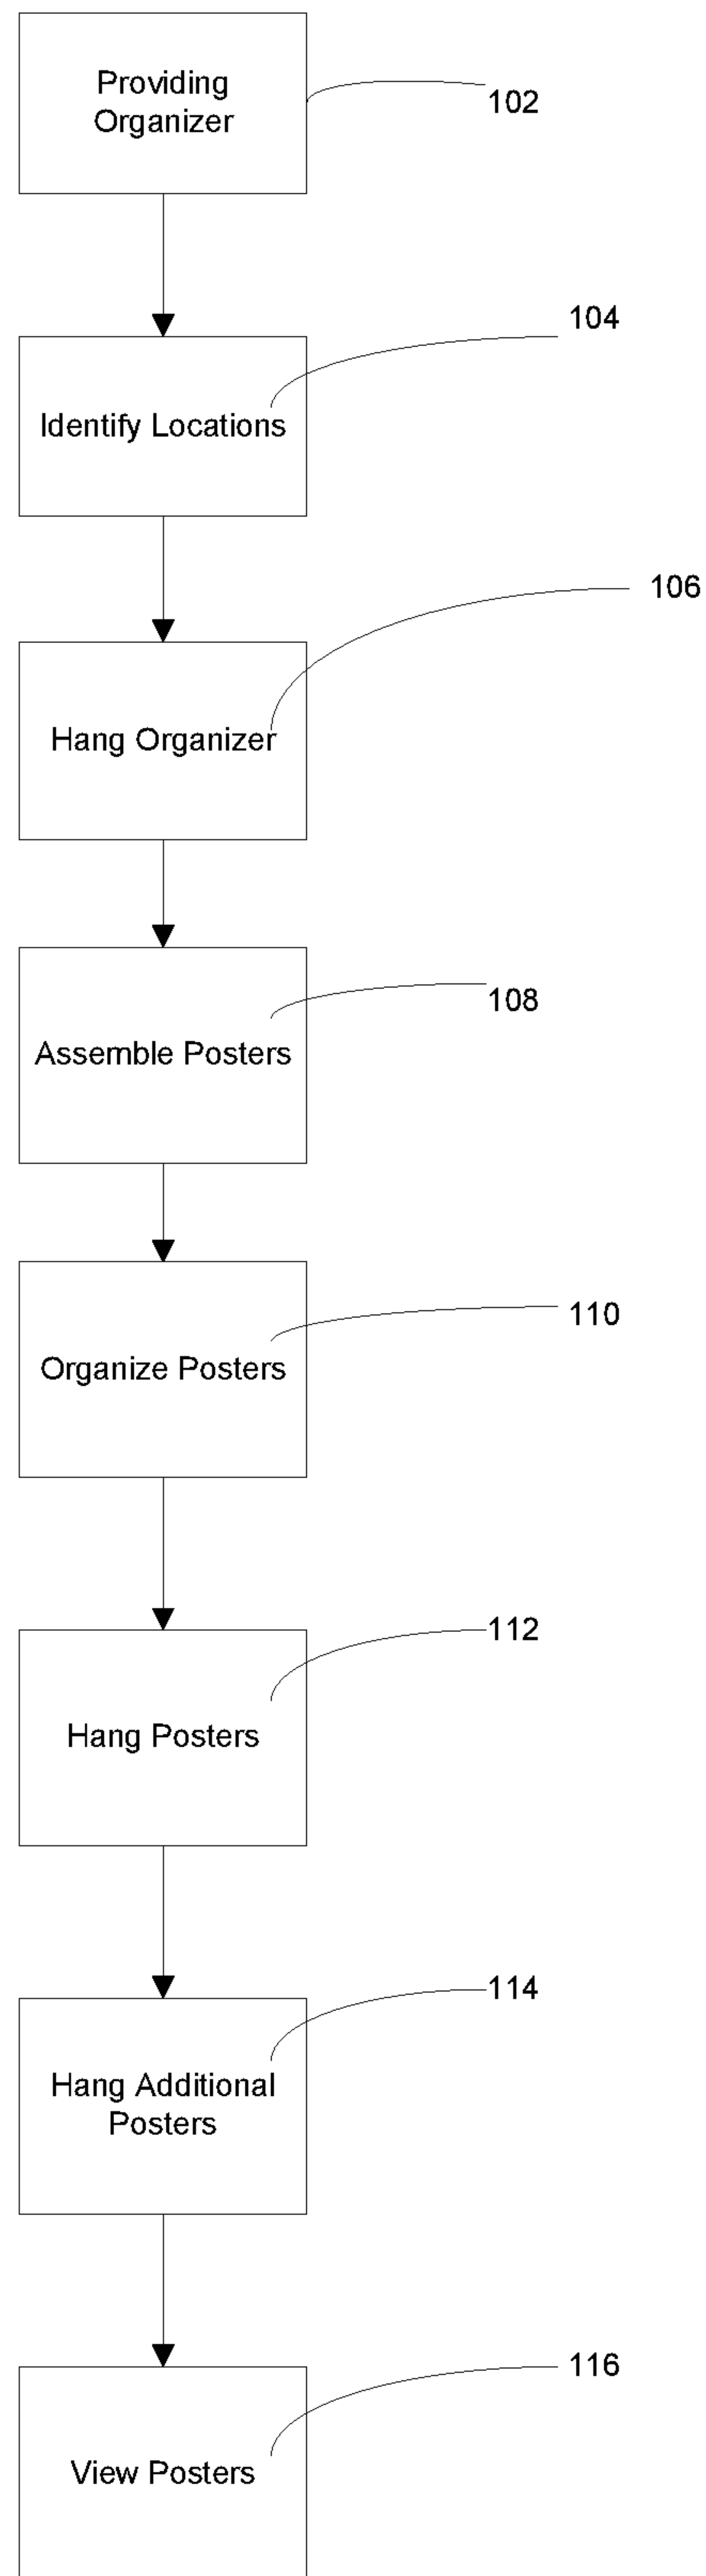 Providing
Organizer
102
104
Identify Locations
106
Hang Organizer
108
Assemble Posters
110
Organize Posters
112
Hang Posters
114
Hang Additional
Posters
116
View Posters